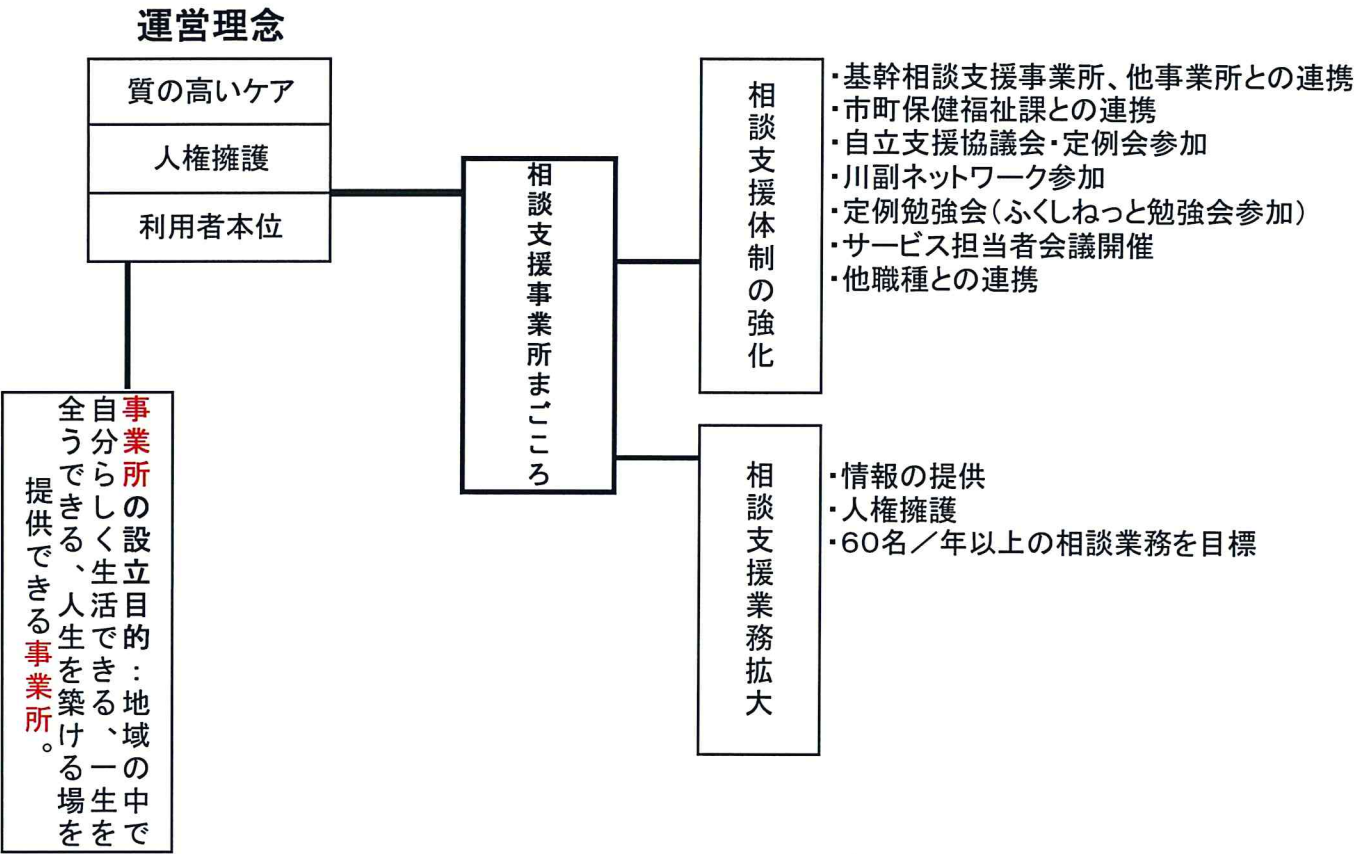 運営理念
質の高いケア
人権擁護
利用者本位
事業所の設立目的：地域の中で
自分らしく生活できる、一生を
全うできる、人生を築ける場を
提供できる事業所。
相談支援事業所まごころ
相談支援体制の強化
・基幹相談支援事業所、他事業所との連携
・市町保健福祉課との連携
・自立支援協議会・定例会参加
・川副ネットワーク参加
・定例勉強会（ふくしねっと勉強会参加）
・サービス担当者会議開催
・他職種との連携
相談支援業務拡大
・情報の提供
・人権擁護
・60名／年以上の相談業務を目標